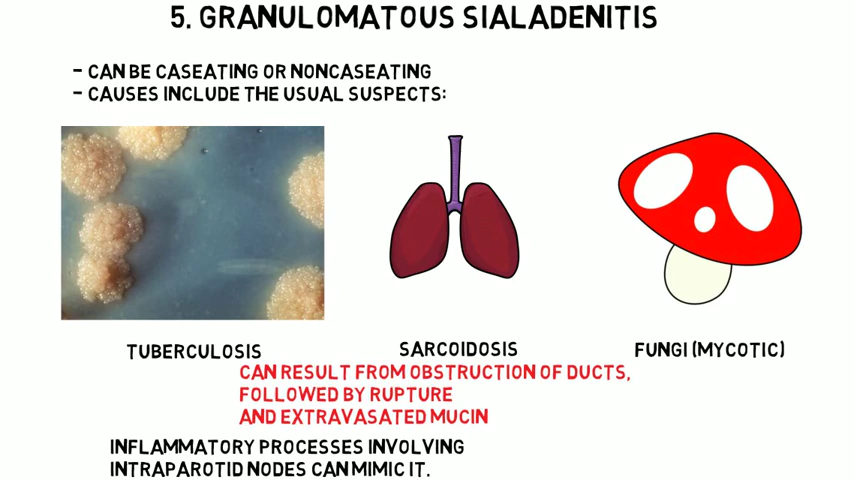 5. GRANULOMATOUS SIALADENITIS
- CAN BE CASEATING OR NONCASEATING
- CAUSES INCLUDE THE USUAL SUSPECTS:
TUBERCULOSIS
SARCOIDOSIS
FUNGI (MYCOTIC)
CAN RESULT FROM OBSTRUCTION OF DUCTS,
FOLLOWED BY RUPTURE
AND EXTRAVASATED MUCIN
INFLAMMATORY PROCESSES INVOLVING
INTRAPAROTID NODES CAN MIMIC IT.